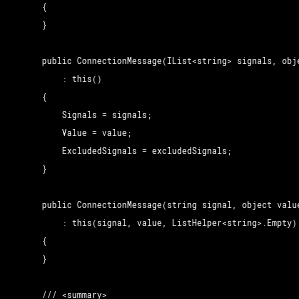 {
}
public ConnectionMessage(IList<string> signals, obje
: this()
{
Signals = signals;
Value = value;
ExcludedSignals = excludedSignals;
}
public ConnectionMessage(string signal, object value
: this(signal, value, ListHelper<string>.Empty)
{
}
/// <summary>